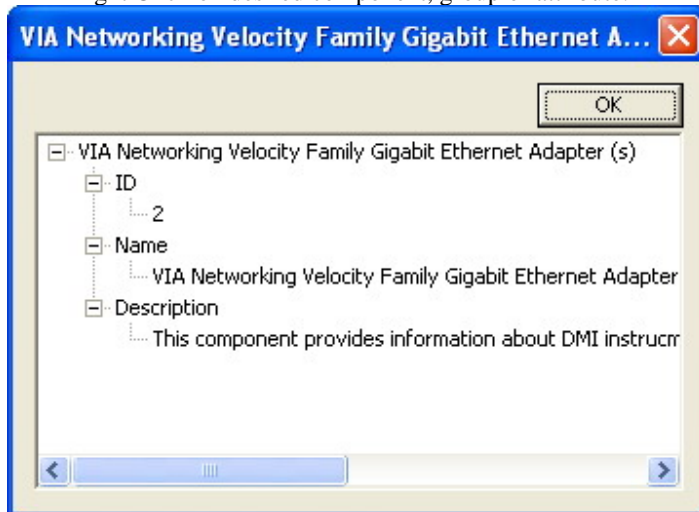 VIA Networking Velocity Family Gigabit Ethernet A...
OK
VIA Networking Velocity Family Gigabit Ethernet Adapter (s)
ID
2
Name
VIA Networking Velocity Family Gigabit Ethernet Adapter
Description
This component provides information about DMI instrucm